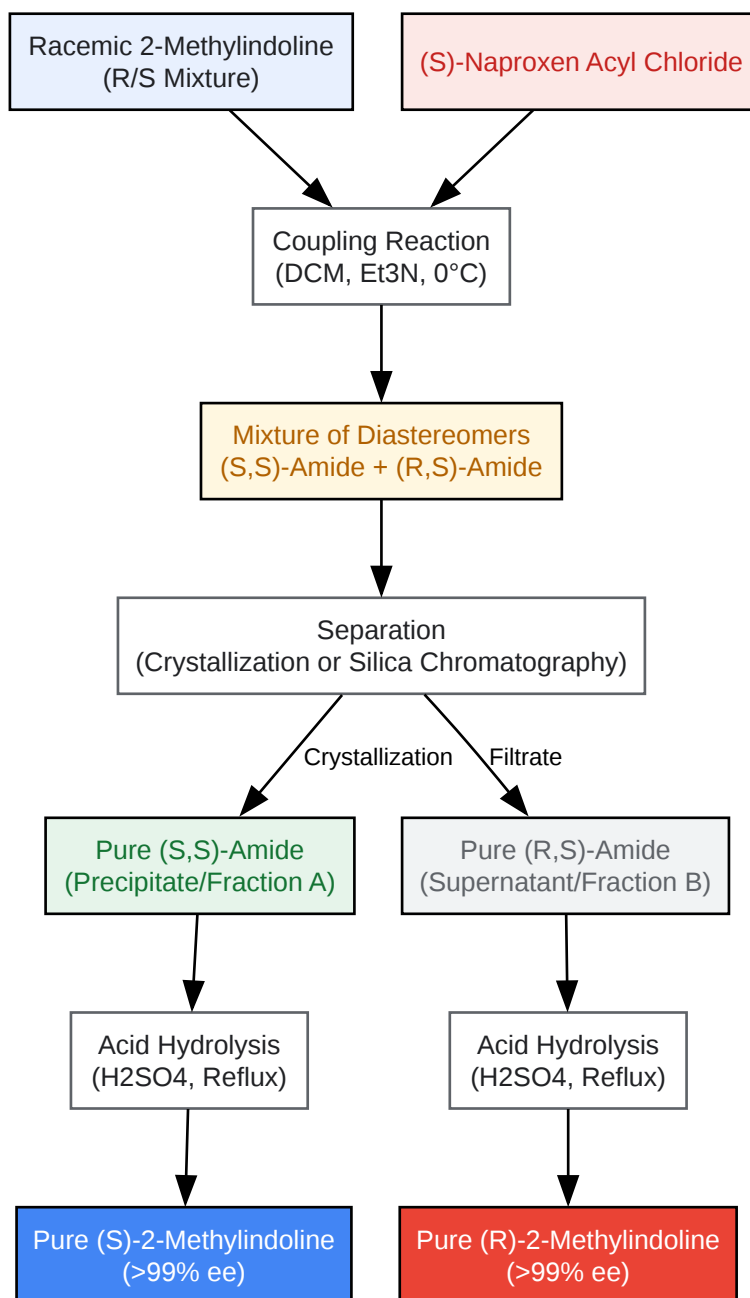 Racemic 2-Methylindoline
(R/S Mixture)
(S)-Naproxen Acyl Chloride
Coupling Reaction
(DCM, Et3N, 0°C)
Mixture of Diastereomers
(S,S)-Amide + (R,S)-Amide
Separation
(Crystallization or Silica Chromatography)
Crystallization
Filtrate
Pure (S,S)-Amide
(Precipitate/Fraction A)
Pure (R,S)-Amide
(Supernatant/Fraction B)
Acid Hydrolysis
(H2SO4, Reflux)
Acid Hydrolysis
(H2SO4, Reflux)
Pure (S)-2-Methylindoline
(>99% ee)
Pure (R)-2-Methylindoline
(>99% ee)